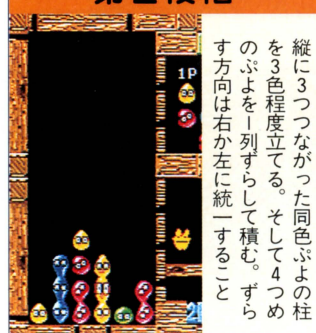 縦に3つつながった同色ぷよの柱
を3色程度立てる。そして4つめ
のぷよを一列ずらして積む。ずら
す方向は右か左に統一すること
1P